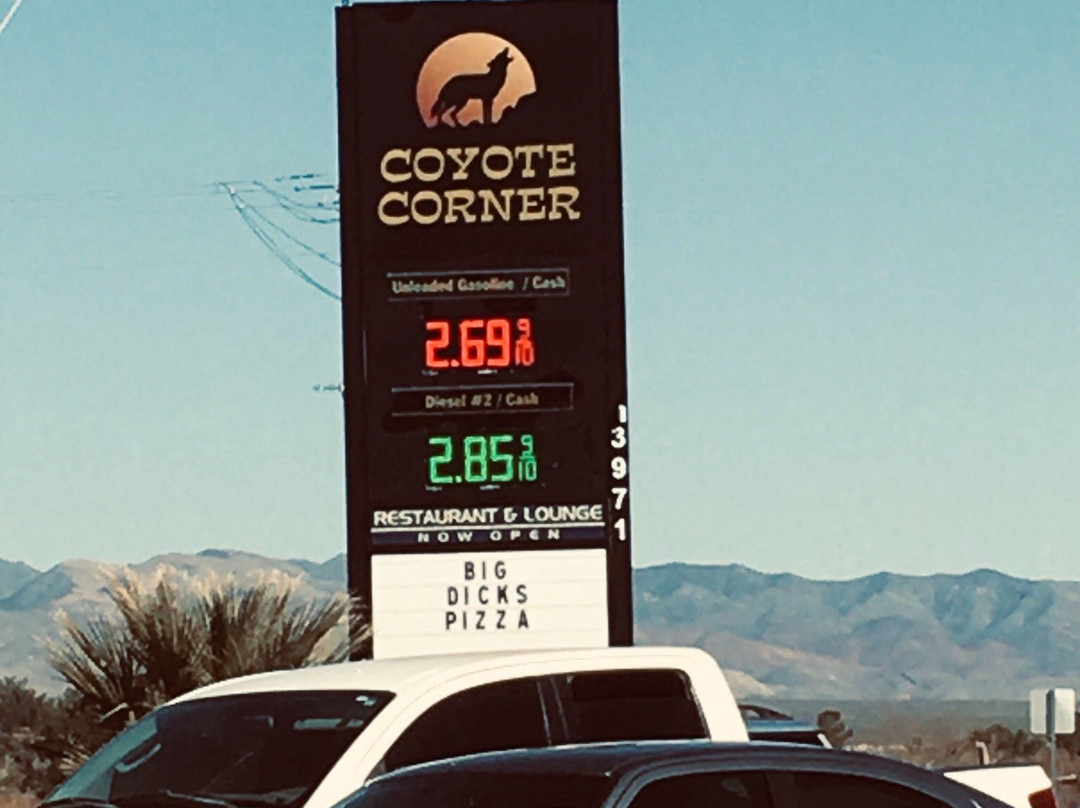 COYOTE
CORNER
Unleaded Gasoline / Cash
2.69 9/10
Diesel #2 / Cash
2.85 9/10
RESTAURANT & LOUNGE
NOW OPEN
BIG
DICKS
PIZZA
13971